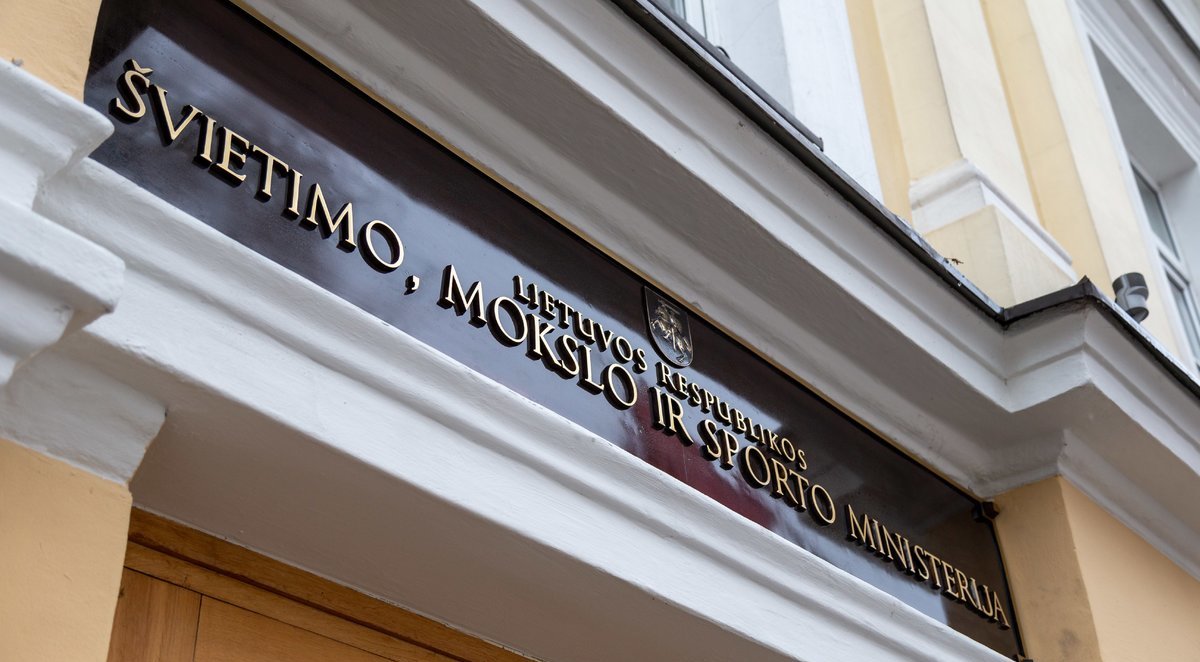 LIETUVOS RESPUBLIKOS
ŠVIETIMO, MOKSLO IR SPORTO MINISTERIJA